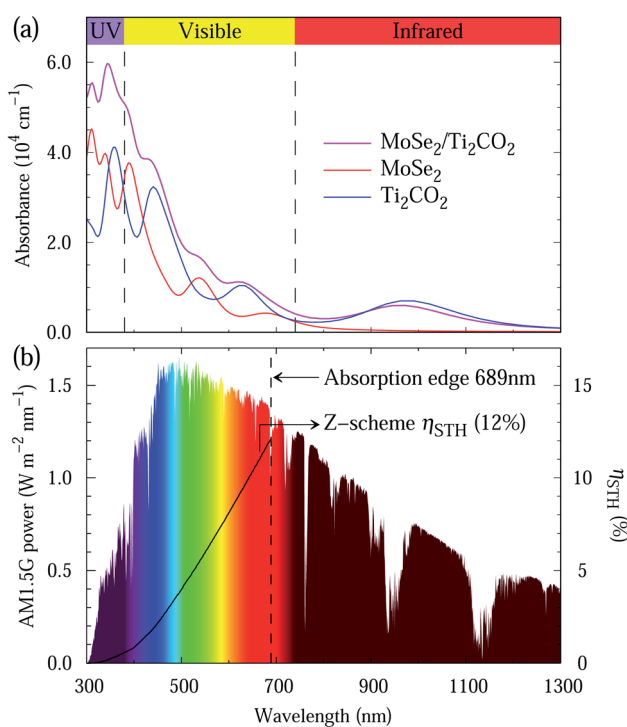 (a)
UV Visible Infrared
6.0
4.0
2.0
0.0
Absorbance (10⁴ cm⁻¹)
MoSe₂/Ti₂CO₂
MoSe₂
Ti₂CO₂
(b)
1.5
1.0
0.5
0.0
AM1.5G power (W m⁻² nm⁻¹)
Absorption edge 689nm
Z−scheme ηSTH (12%)
15
10
5
0
ηSTH (%)
300 500 700 900 1100 1300
Wavelength (nm)